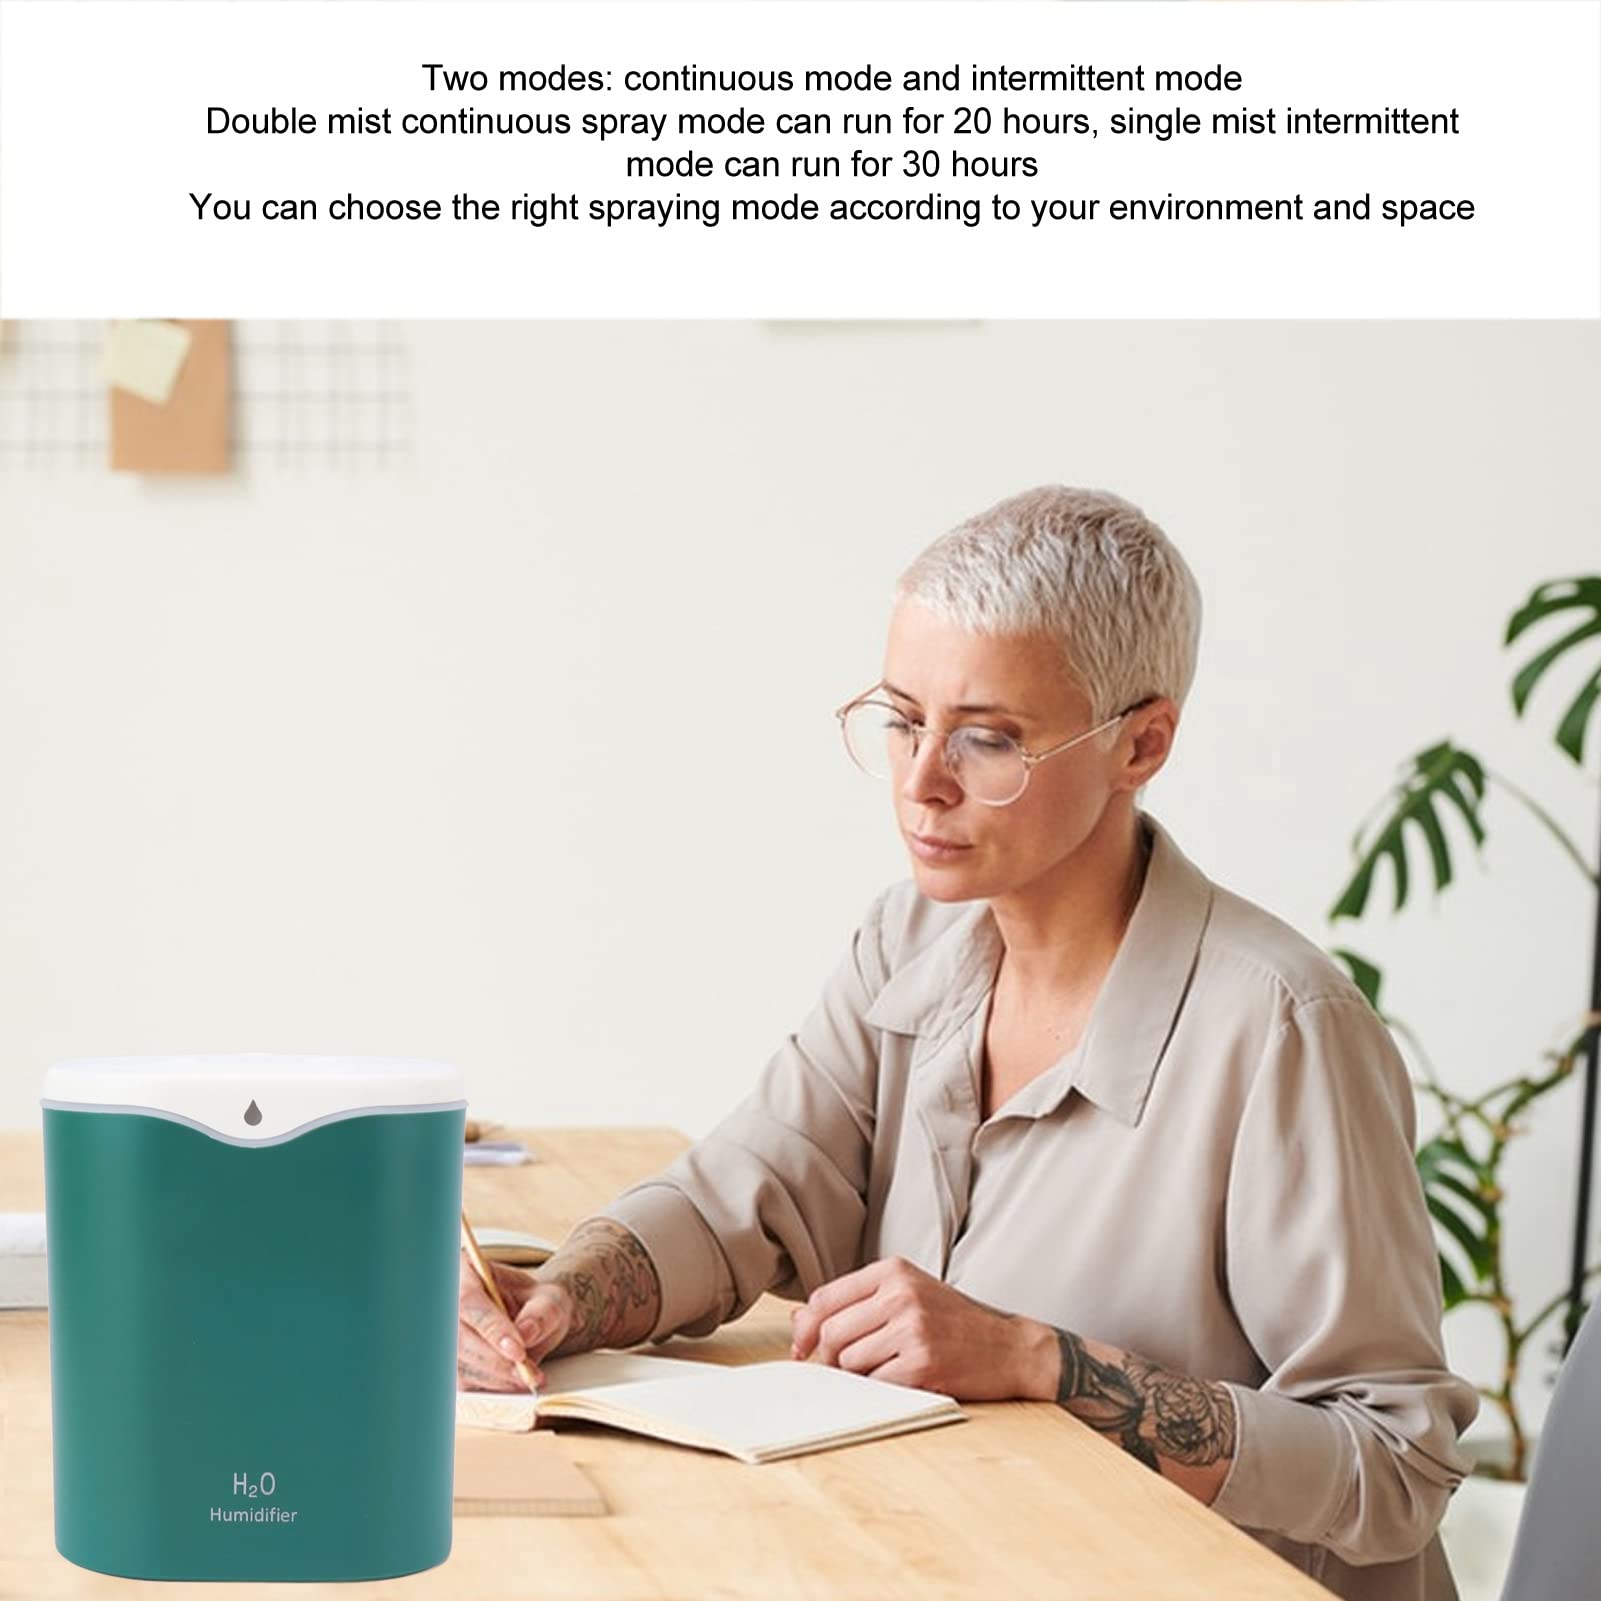 Two modes: continuous mode and intermittent mode
Double mist continuous spray mode can run for 20 hours, single mist intermittent
mode can run for 30 hours
You can choose the right spraying mode according to your environment and space
H₂O
Humidifier